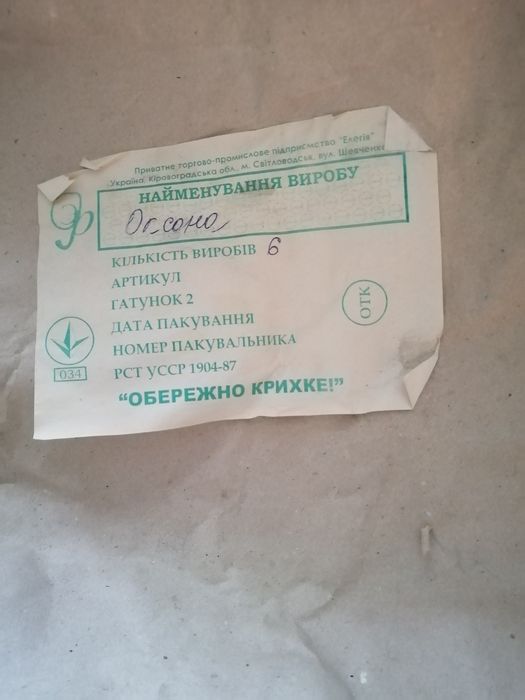 Приватне торгово-промислове підприємство "Елегія"
Україна, Кіровоградська обл., м. Світловодськ, вул. Шевченк
НАЙМЕНУВАННЯ ВИРОБУ
Оксана
КІЛЬКІСТЬ ВИРОБІВ 6
АРТИКУЛ
ГАТУНОК 2
ДАТА ПАКУВАННЯ
НОМЕР ПАКУВАЛЬНИКА
РСТ УССР 1904-87
"ОБЕРЕЖНО КРИХКЕ!"
034
ОТК